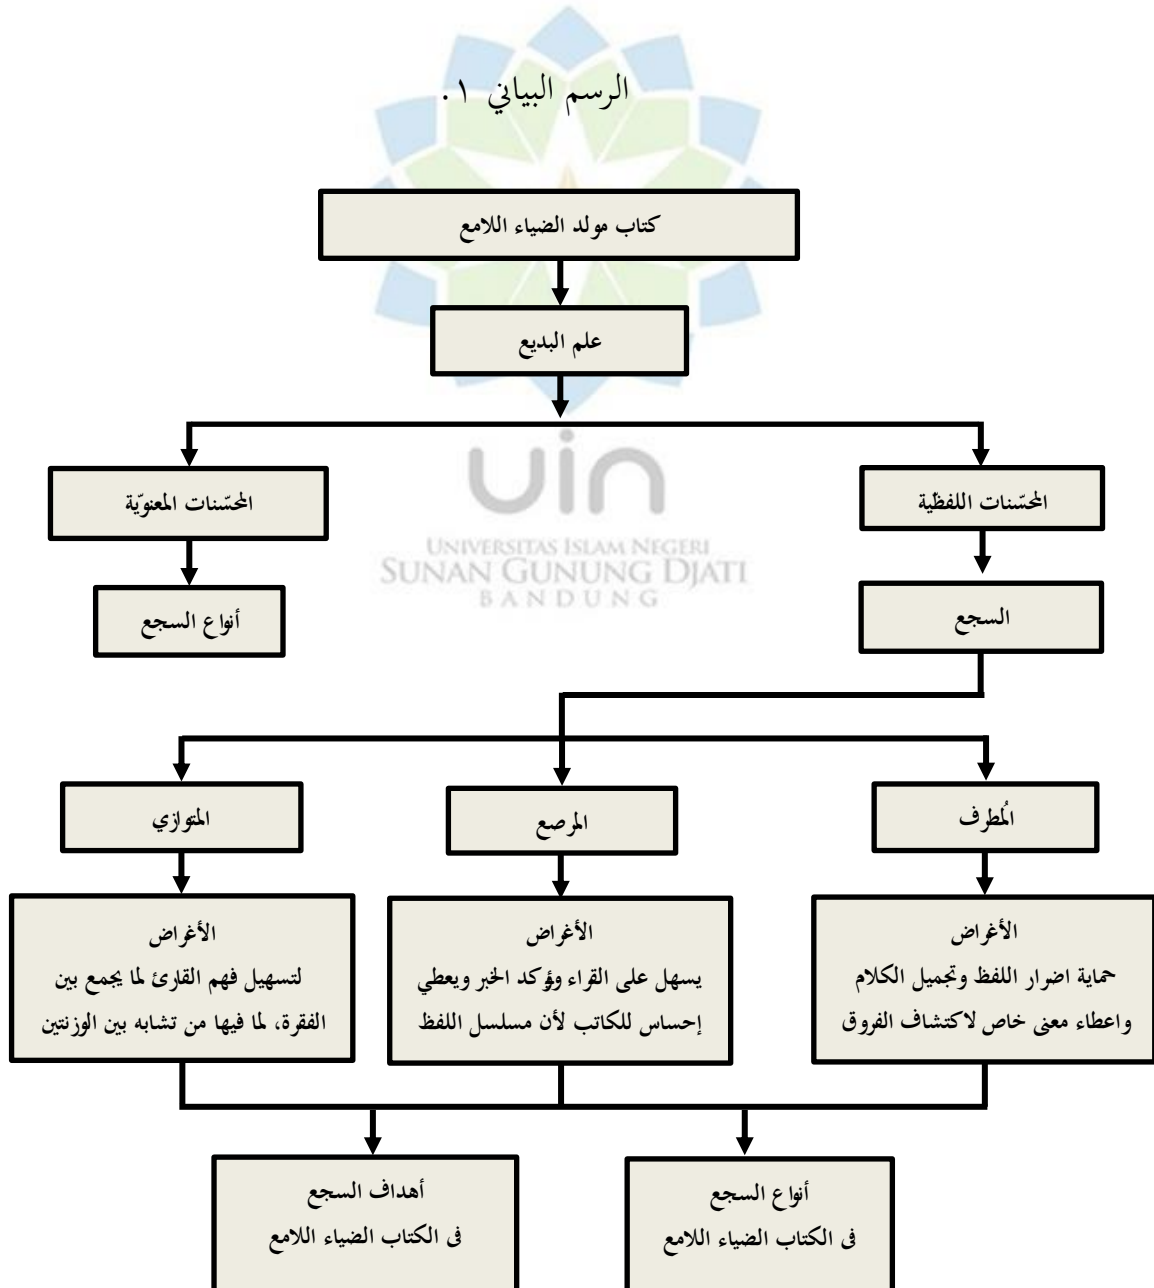 الرسم البياني ١.
كتاب مولد الضياء اللامع
علم البديع
المحسّنات اللفظية
المحسّنات المعنويّة
uin
UNIVERSITAS ISLAM NEGERI
SUNAN GUNUNG DJATI
BANDUNG
السجع
أنواع السجع
المُطرف
المرصع
المتوازي
الأغراض
حماية اضرار اللفظ وتجميل الكلام
واعطاء معنى خاص لاكتشاف الفروق
الأغراض
يسهل على القراء وؤكد الخبر ويعطي
إحساس للكاتب لأن مسلسل اللفظ
الأغراض
لتسهيل فهم القارئ لما يجمع بين
الفقرة، لما فيها من تشابه بين الوزنتين
أنواع السجع
فى الكتاب الضياء اللامع
أهداف السجع
فى الكتاب الضياء اللامع